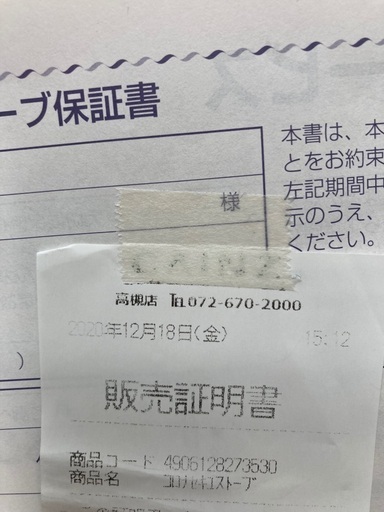 ーブ保証書
様
本書は、本
とをお約束
左記期間中
示のうえ、
ください。
高槻店 ℡072-670-2000
2020年12月18日(金) 15:12
販売証明書
商品コード 4906128273530
商品名 コロナセキユストーブ